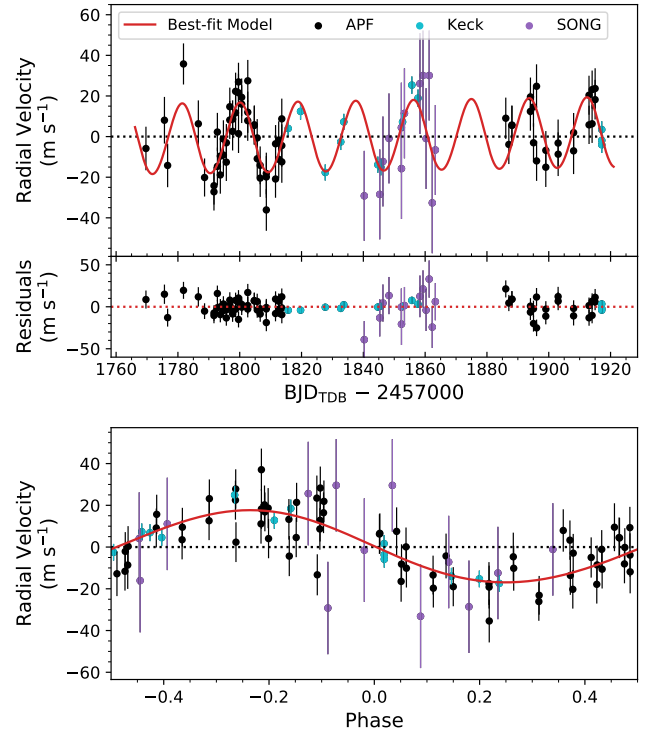 Best-fit Model APF Keck SONG
60
40
20
0
−20
−40
Radial Velocity
(m s⁻¹)
50
0
−50
Residuals
(m s⁻¹)
1760 1780 1800 1820 1840 1860 1880 1900 1920
BJD_TDB − 2457000
40
20
0
−20
−40
−60
Radial Velocity
(m s⁻¹)
−0.4 −0.2 0.0 0.2 0.4
Phase